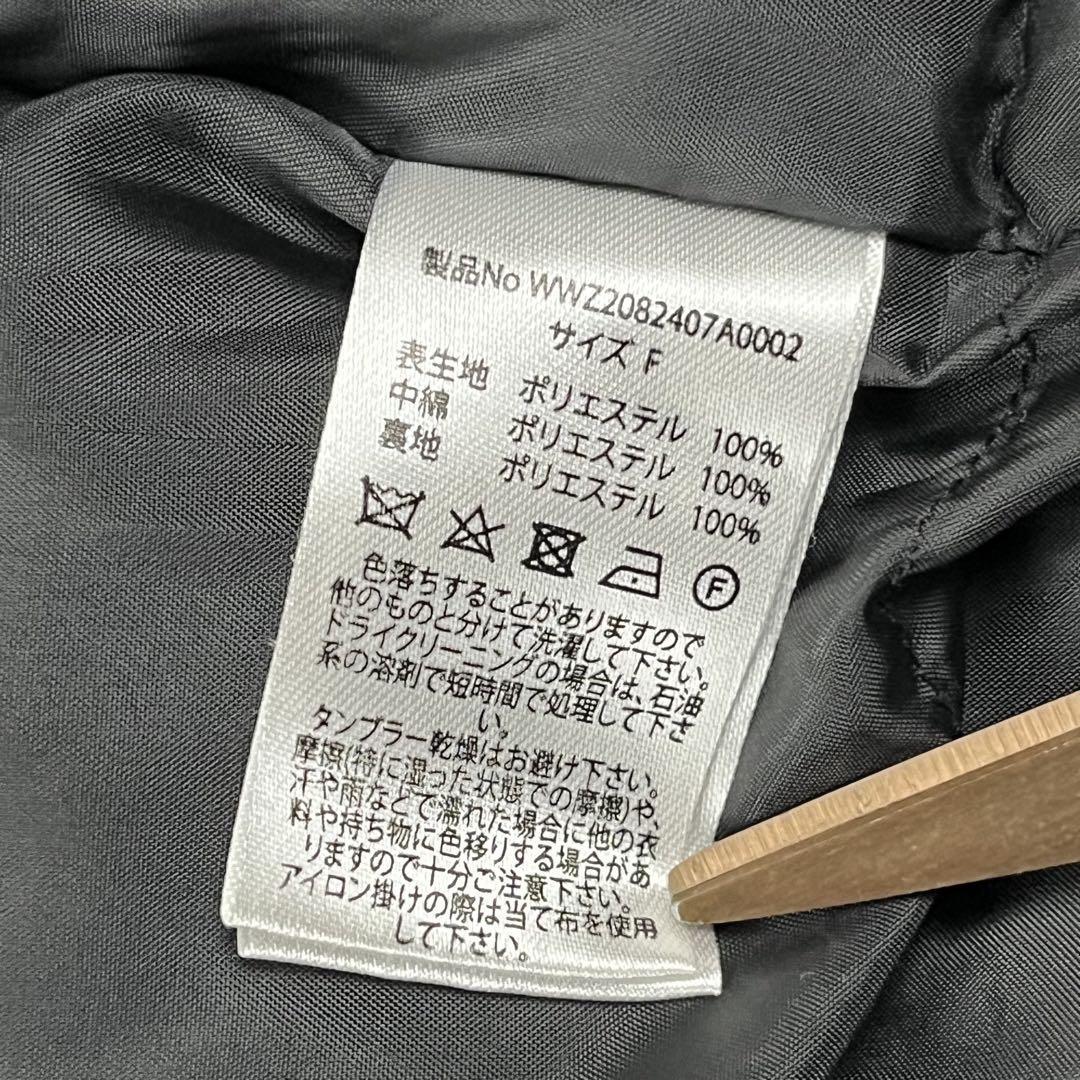 製品No WWZ2082407A0002
サイズ F
表生地 ポリエステル 100%
中綿 ポリエステル 100%
裏地 ポリエステル 100%
F
色落ちすることがありますので
他のものと分けて洗濯して下さい。
ドライクリーニングの場合は、石油
系の溶剤で短時間で処理して下さ
い。
タンブラー乾燥はお避け下さい。
摩擦(特に湿った状態での摩擦)や、
汗や雨などで濡れた場合に他の衣
料や持ち物に色移りする場合があ
りますので十分ご注意下さい。
アイロン掛けの際は当て布を使用
して下さい。